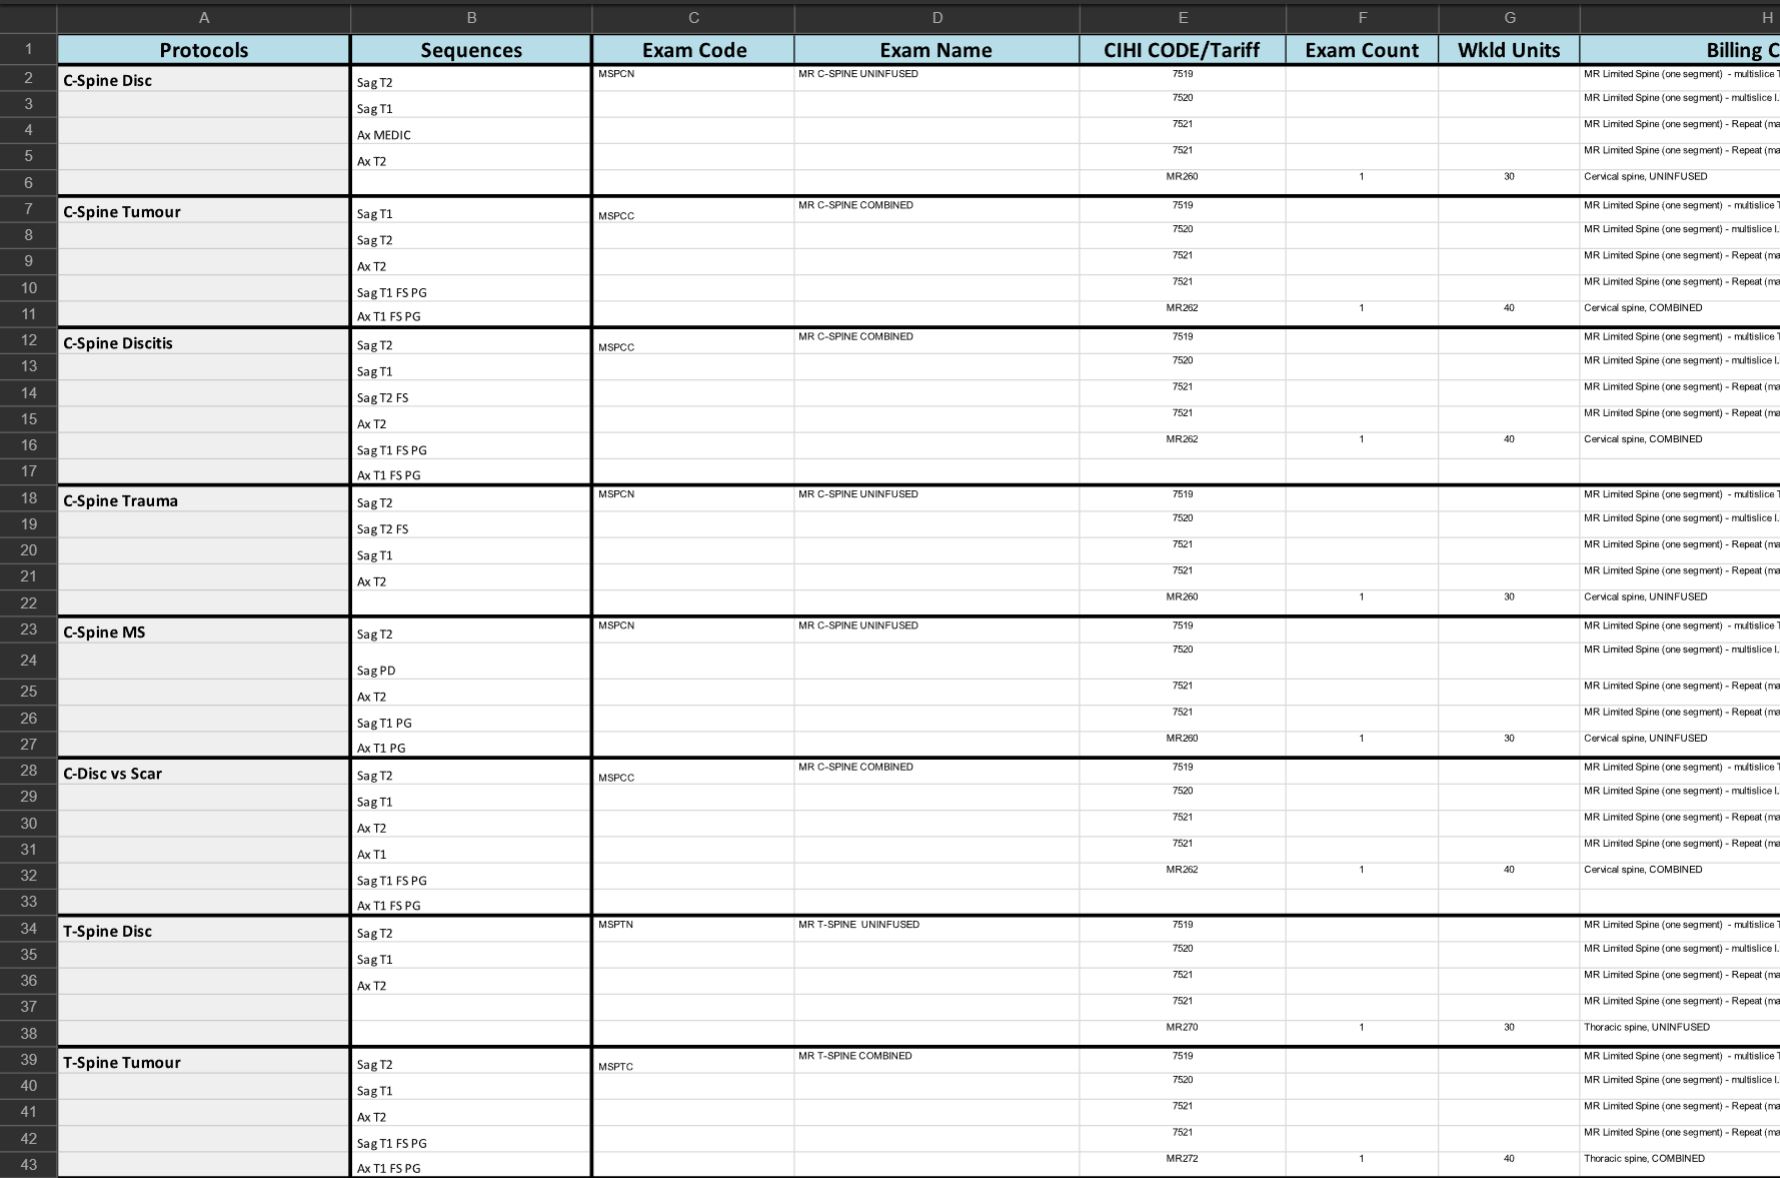 A B C D E F G H
1 Protocols Sequences Exam Code Exam Name CIHI CODE/Tariff Exam Count Wkld Units Billing C
2 C-Spine Disc Sag T2 MSPCN MR C-SPINE UNINFUSED 7519 MR Limited Spine (one segment) - multislice T
3 Sag T1 7520 MR Limited Spine (one segment) - multislice I.
4 Ax MEDIC 7521 MR Limited Spine (one segment) - Repeat (ma
5 Ax T2 7521 MR Limited Spine (one segment) - Repeat (ma
6 MR260 1 30 Cervical spine, UNINFUSED
7 C-Spine Tumour Sag T1 MSPCC MR C-SPINE COMBINED 7519 MR Limited Spine (one segment) - multislice T
8 Sag T2 7520 MR Limited Spine (one segment) - multislice I.
9 Ax T2 7521 MR Limited Spine (one segment) - Repeat (ma
10 Sag T1 FS PG 7521 MR Limited Spine (one segment) - Repeat (ma
11 Ax T1 FS PG MR262 1 40 Cervical spine, COMBINED
12 C-Spine Discitis Sag T2 MSPCC MR C-SPINE COMBINED 7519 MR Limited Spine (one segment) - multislice T
13 Sag T1 7520 MR Limited Spine (one segment) - multislice I.
14 Sag T2 FS 7521 MR Limited Spine (one segment) - Repeat (ma
15 Ax T2 7521 MR Limited Spine (one segment) - Repeat (ma
16 Sag T1 FS PG MR262 1 40 Cervical spine, COMBINED
17 Ax T1 FS PG
18 C-Spine Trauma Sag T2 MSPCN MR C-SPINE UNINFUSED 7519 MR Limited Spine (one segment) - multislice T
19 Sag T2 FS 7520 MR Limited Spine (one segment) - multislice I.
20 Sag T1 7521 MR Limited Spine (one segment) - Repeat (ma
21 Ax T2 7521 MR Limited Spine (one segment) - Repeat (ma
22 MR260 1 30 Cervical spine, UNINFUSED
23 C-Spine MS Sag T2 MSPCN MR C-SPINE UNINFUSED 7519 MR Limited Spine (one segment) - multislice T
24 Sag PD 7520 MR Limited Spine (one segment) - multislice I.
25 Ax T2 7521 MR Limited Spine (one segment) - Repeat (ma
26 Sag T1 PG 7521 MR Limited Spine (one segment) - Repeat (ma
27 Ax T1 PG MR260 1 30 Cervical spine, UNINFUSED
28 C-Disc vs Scar Sag T2 MSPCC MR C-SPINE COMBINED 7519 MR Limited Spine (one segment) - multislice T
29 Sag T1 7520 MR Limited Spine (one segment) - multislice I.
30 Ax T2 7521 MR Limited Spine (one segment) - Repeat (ma
31 Ax T1 7521 MR Limited Spine (one segment) - Repeat (ma
32 Sag T1 FS PG MR262 1 40 Cervical spine, COMBINED
33 Ax T1 FS PG
34 T-Spine Disc Sag T2 MSPTN MR T-SPINE UNINFUSED 7519 MR Limited Spine (one segment) - multislice T
35 Sag T1 7520 MR Limited Spine (one segment) - multislice I.
36 Ax T2 7521 MR Limited Spine (one segment) - Repeat (ma
37 7521 MR Limited Spine (one segment) - Repeat (ma
38 MR270 1 30 Thoracic spine, UNINFUSED
39 T-Spine Tumour Sag T2 MSPTC MR T-SPINE COMBINED 7519 MR Limited Spine (one segment) - multislice T
40 Sag T1 7520 MR Limited Spine (one segment) - multislice I.
41 Ax T2 7521 MR Limited Spine (one segment) - Repeat (ma
42 Sag T1 FS PG 7521 MR Limited Spine (one segment) - Repeat (ma
43 Ax T1 FS PG MR272 1 40 Thoracic spine, COMBINED